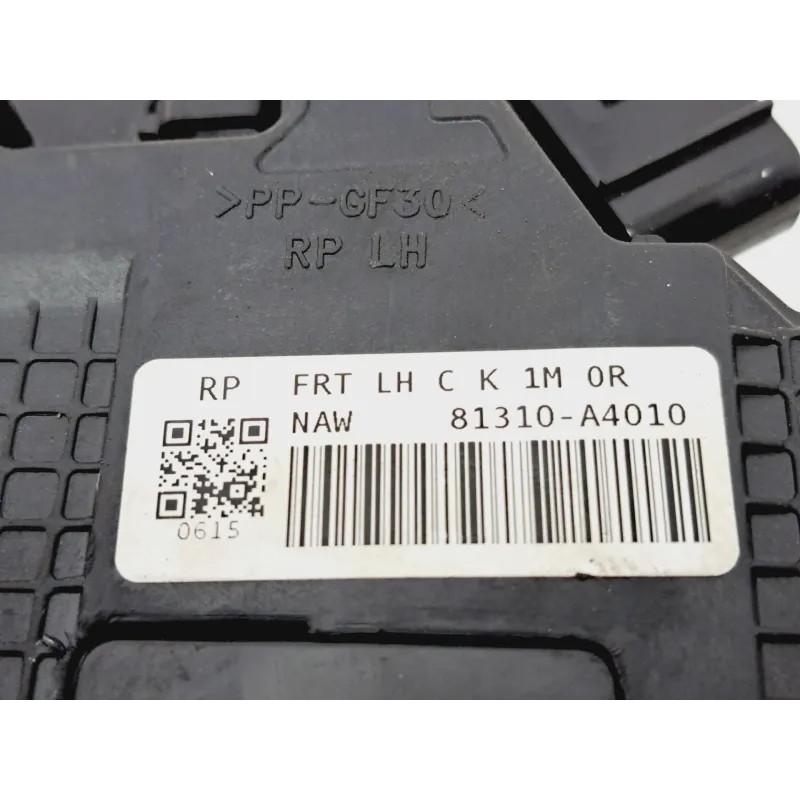 >PP-GF30<
RP LH
RP FRT LH C K 1M 0R
NAW 81310-A4010
0615